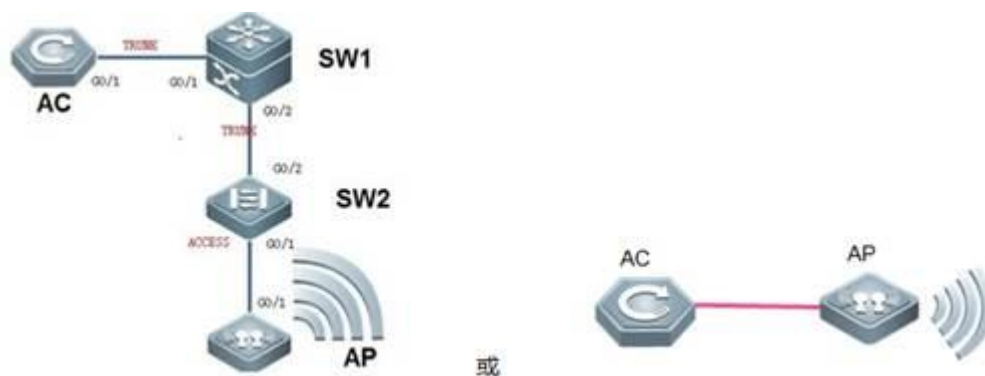 TRUNK
SW1
G0/1
G0/1
AC
G0/2
TRUNK
G0/2
SW2
ACCESS
G0/1
G0/1
AP
或
AC
AP